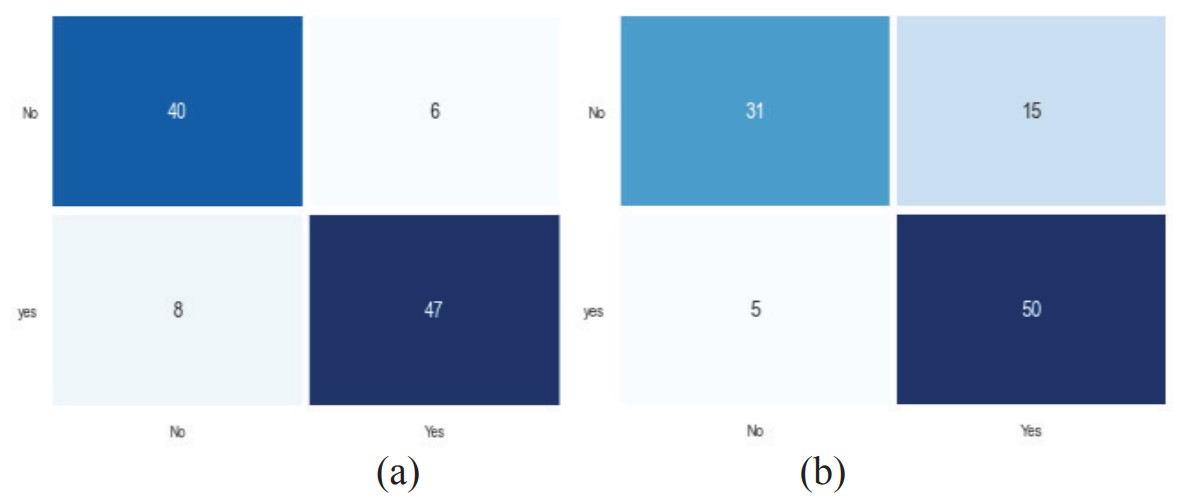 No 40 6 No 31 15
yes 8 47 yes 5 50
No Yes No Yes
(a) (b)